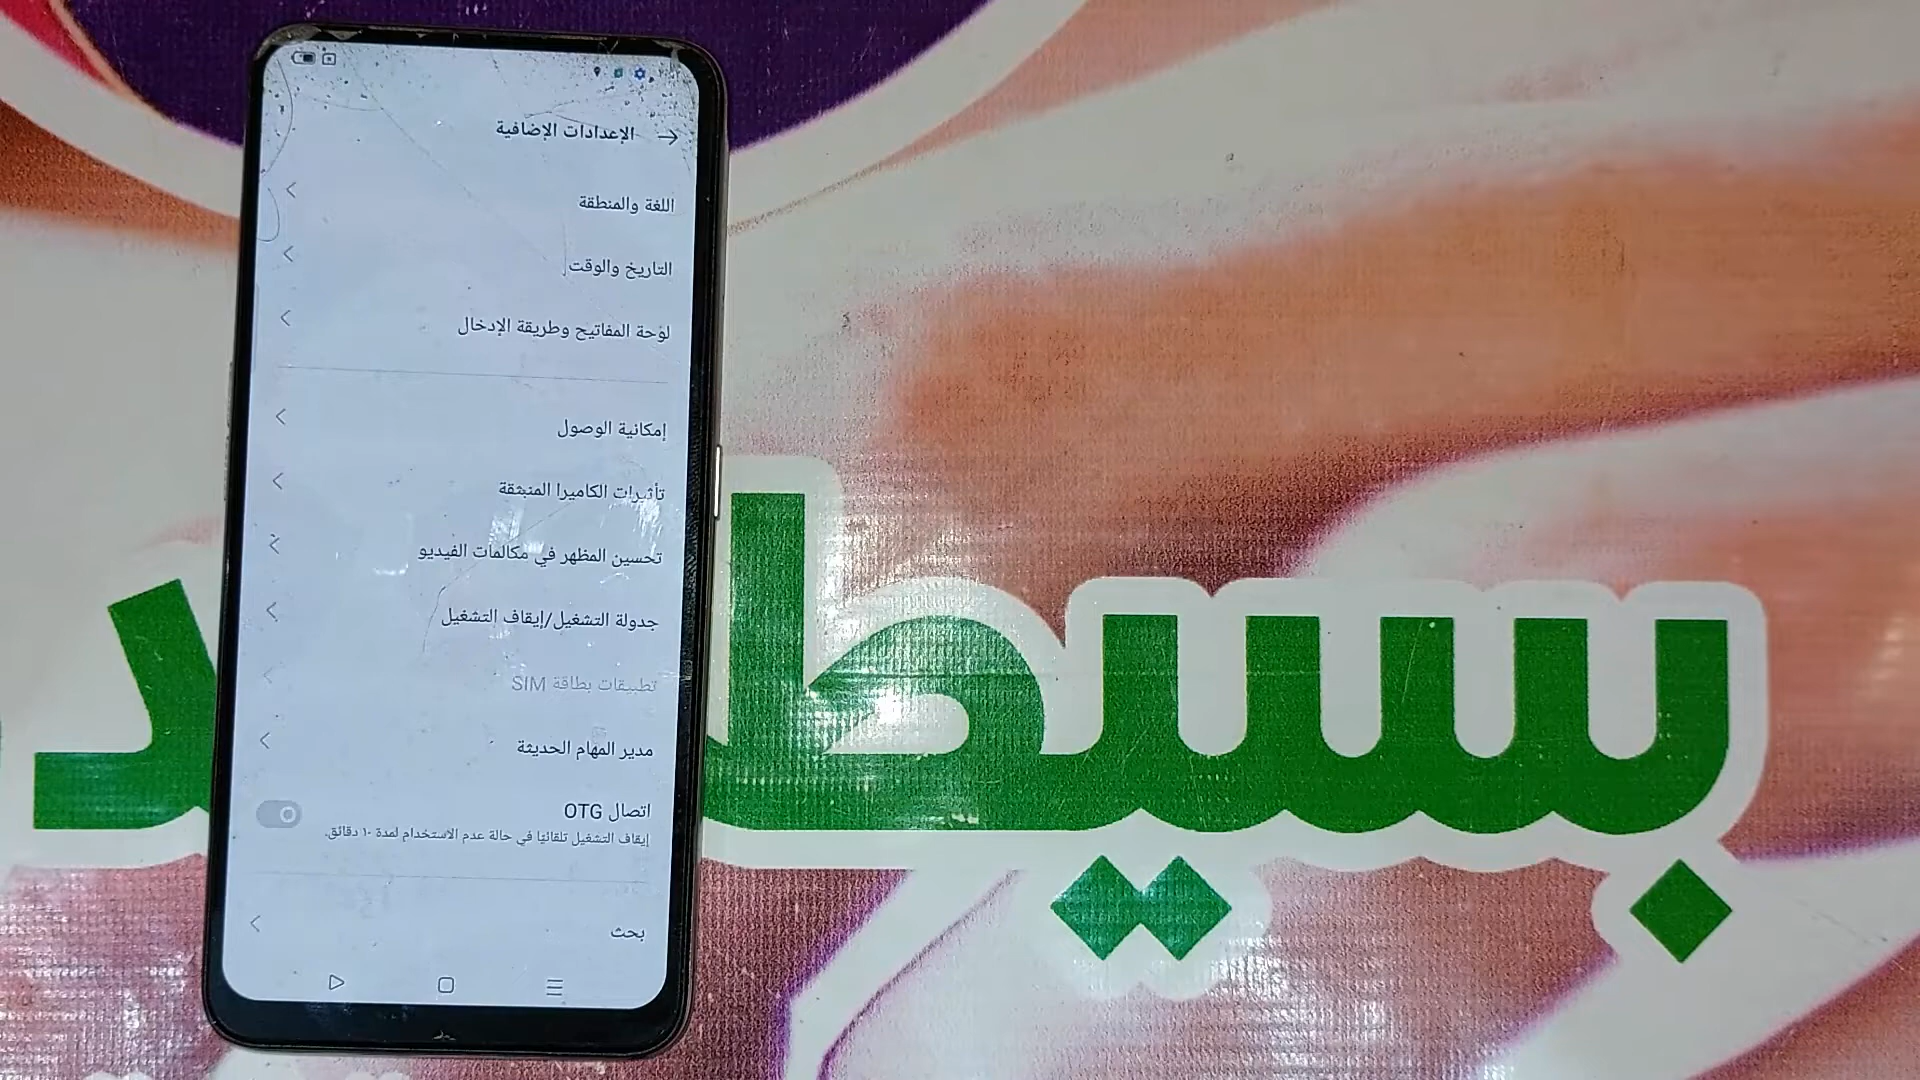 الإعدادات الإضافية
اللغة والمنطقة
التاريخ والوقت
لوحة المفاتيح وطريقة الإدخال
إمكانية الوصول
تأثيرات الكاميرا المنبثقة
تحسين المظهر في مكالمات الفيديو
جدولة التشغيل/إيقاف التشغيل
تطبيقات بطاقة SIM
مدير المهام الحديثة
اتصال OTG
إيقاف التشغيل تلقائيًا في حالة عدم الاستخدام لمدة ١٠ دقائق.
بحث
بسيط